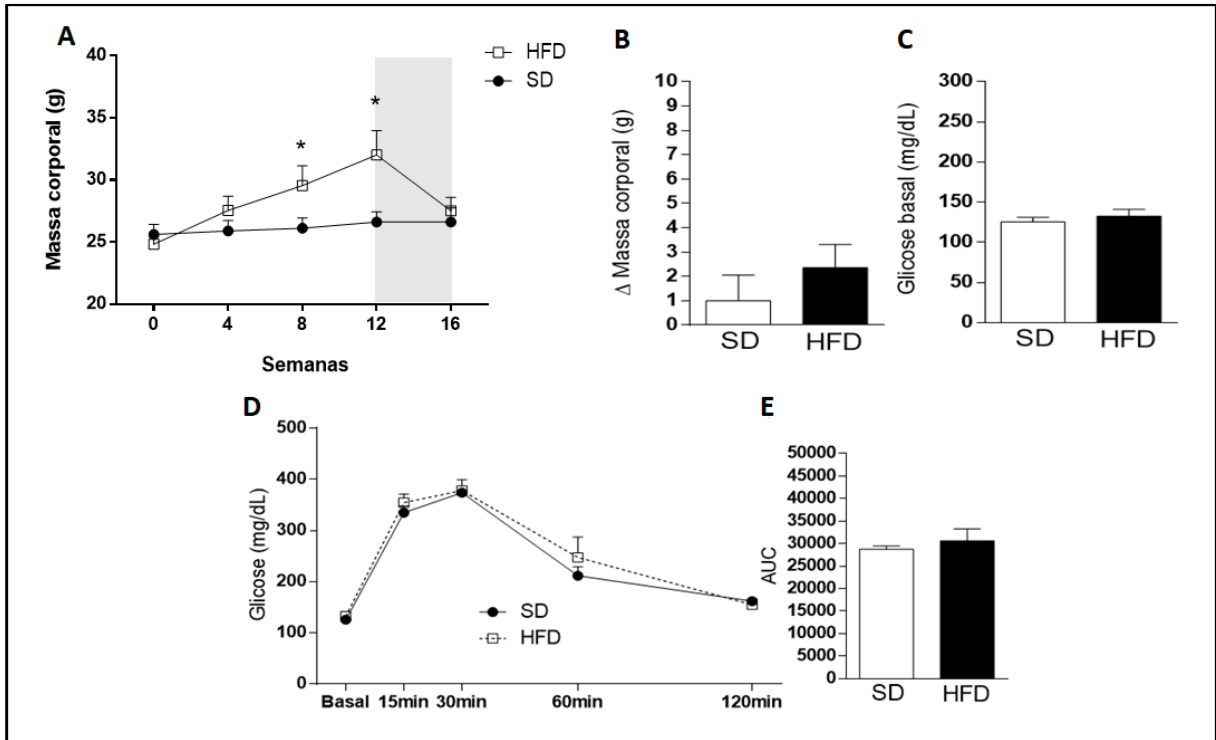 A
HFD
SD
Massa corporal (g)
40
35
30
25
20
*
*
0 4 8 12 16
Semanas
B
Δ Massa corporal (g)
10
9
8
7
6
5
4
3
2
1
0
SD HFD
C
Glicose basal (mg/dL)
300
250
200
150
100
50
0
SD HFD
D
Glicose (mg/dL)
500
400
300
200
100
0
SD
HFD
Basal 15min 30min 60min 120min
E
AUC
50000
45000
40000
35000
30000
25000
20000
15000
10000
5000
0
SD HFD